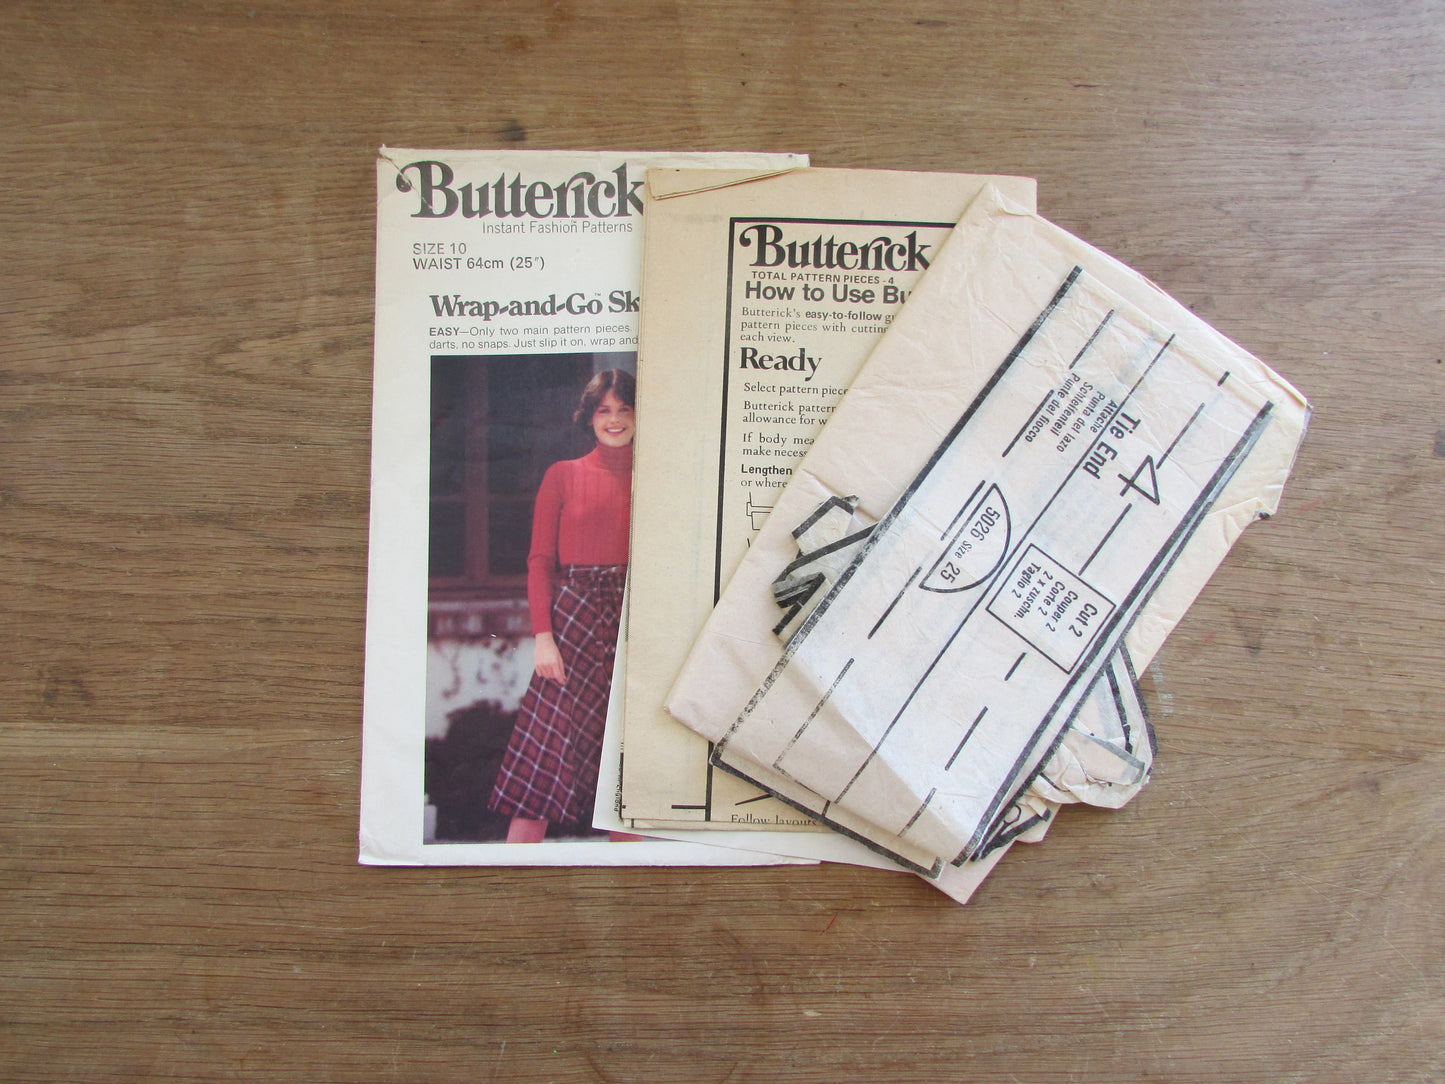 Butterick
Instant Fashion™ Patterns
SIZE 10
WAIST 64cm (25")
Wrap-and-Go™ Sk
EASY—Only two main pattern pieces.
darts, no snaps. Just slip it on, wrap and
Butterick
TOTAL PATTERN PIECES - 4
How to Use Bu
Butterick's easy-to-follow
pattern pieces with cutting
each view.
Ready
Select pattern piece
Butterick pattern
allowance for w
If body mea
make necess
Lengthen
or where
Follow layouts
4
Tie End
Attache
Punta del lazo
Schleifenteil
Punte del fiocco
5026 Size 25
Cut 2
Couper 2
Corte 2
2 x zuschn.
Taglio 2